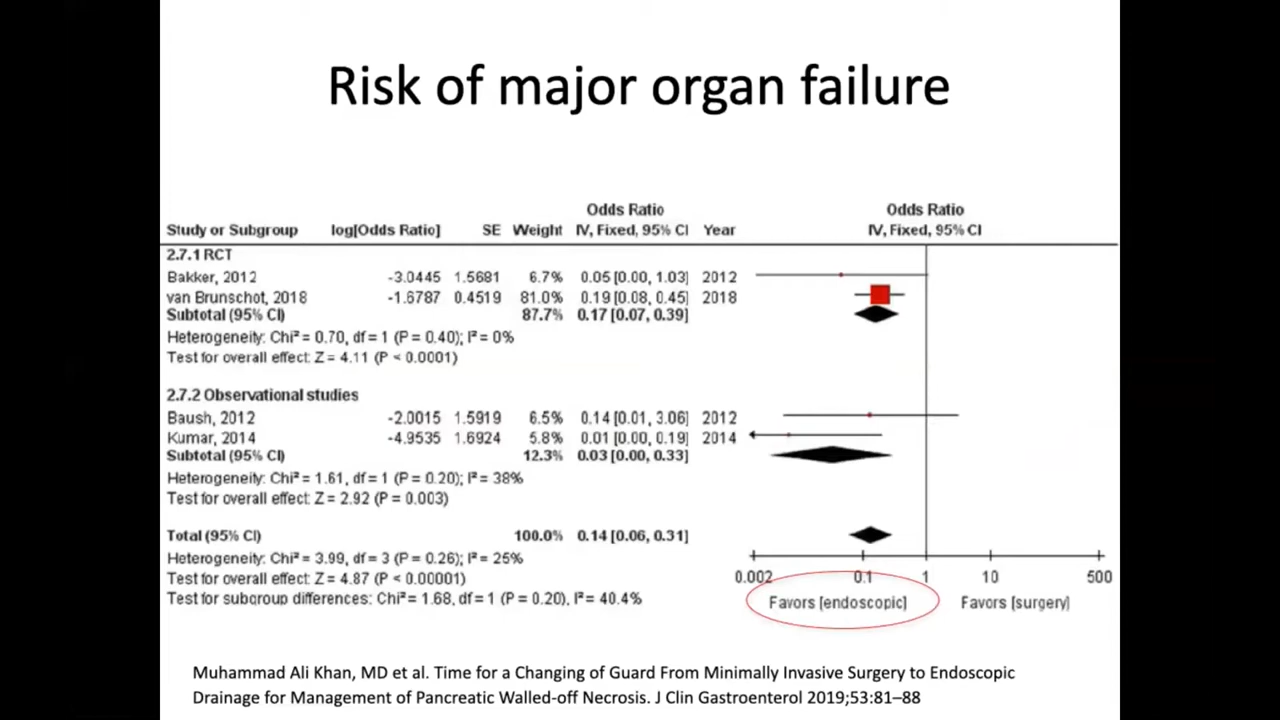 Risk of major organ failure
Odds Ratio Odds Ratio
Study or Subgroup log[Odds Ratio] SE Weight IV, Fixed, 95% CI Year IV, Fixed, 95% CI
2.7.1 RCT
Bakker, 2012 -3.0445 1.5681 6.7% 0.05 [0.00, 1.03] 2012
van Brunschot, 2018 -1.6787 0.4519 81.0% 0.19 [0.08, 0.45] 2018
Subtotal (95% CI) 87.7% 0.17 [0.07, 0.39]
Heterogeneity: Chi² = 0.70, df = 1 (P = 0.40); I² = 0%
Test for overall effect: Z = 4.11 (P < 0.0001)
2.7.2 Observational studies
Baush, 2012 -2.0015 1.5919 6.5% 0.14 [0.01, 3.06] 2012
Kumar, 2014 -4.9535 1.6924 5.8% 0.01 [0.00, 0.19] 2014
Subtotal (95% CI) 12.3% 0.03 [0.00, 0.33]
Heterogeneity: Chi² = 1.61, df = 1 (P = 0.20); I² = 38%
Test for overall effect: Z = 2.92 (P = 0.003)
Total (95% CI) 100.0% 0.14 [0.06, 0.31]
Heterogeneity: Chi² = 3.99, df = 3 (P = 0.26); I² = 25%
Test for overall effect: Z = 4.87 (P < 0.00001)
Test for subgroup differences: Chi² = 1.68, df = 1 (P = 0.20), I² = 40.4%
0.002 0.1 1 10 500
Favors [endoscopic] Favors [surgery]
Muhammad Ali Khan, MD et al. Time for a Changing of Guard From Minimally Invasive Surgery to Endoscopic
Drainage for Management of Pancreatic Walled-off Necrosis. J Clin Gastroenterol 2019;53:81–88